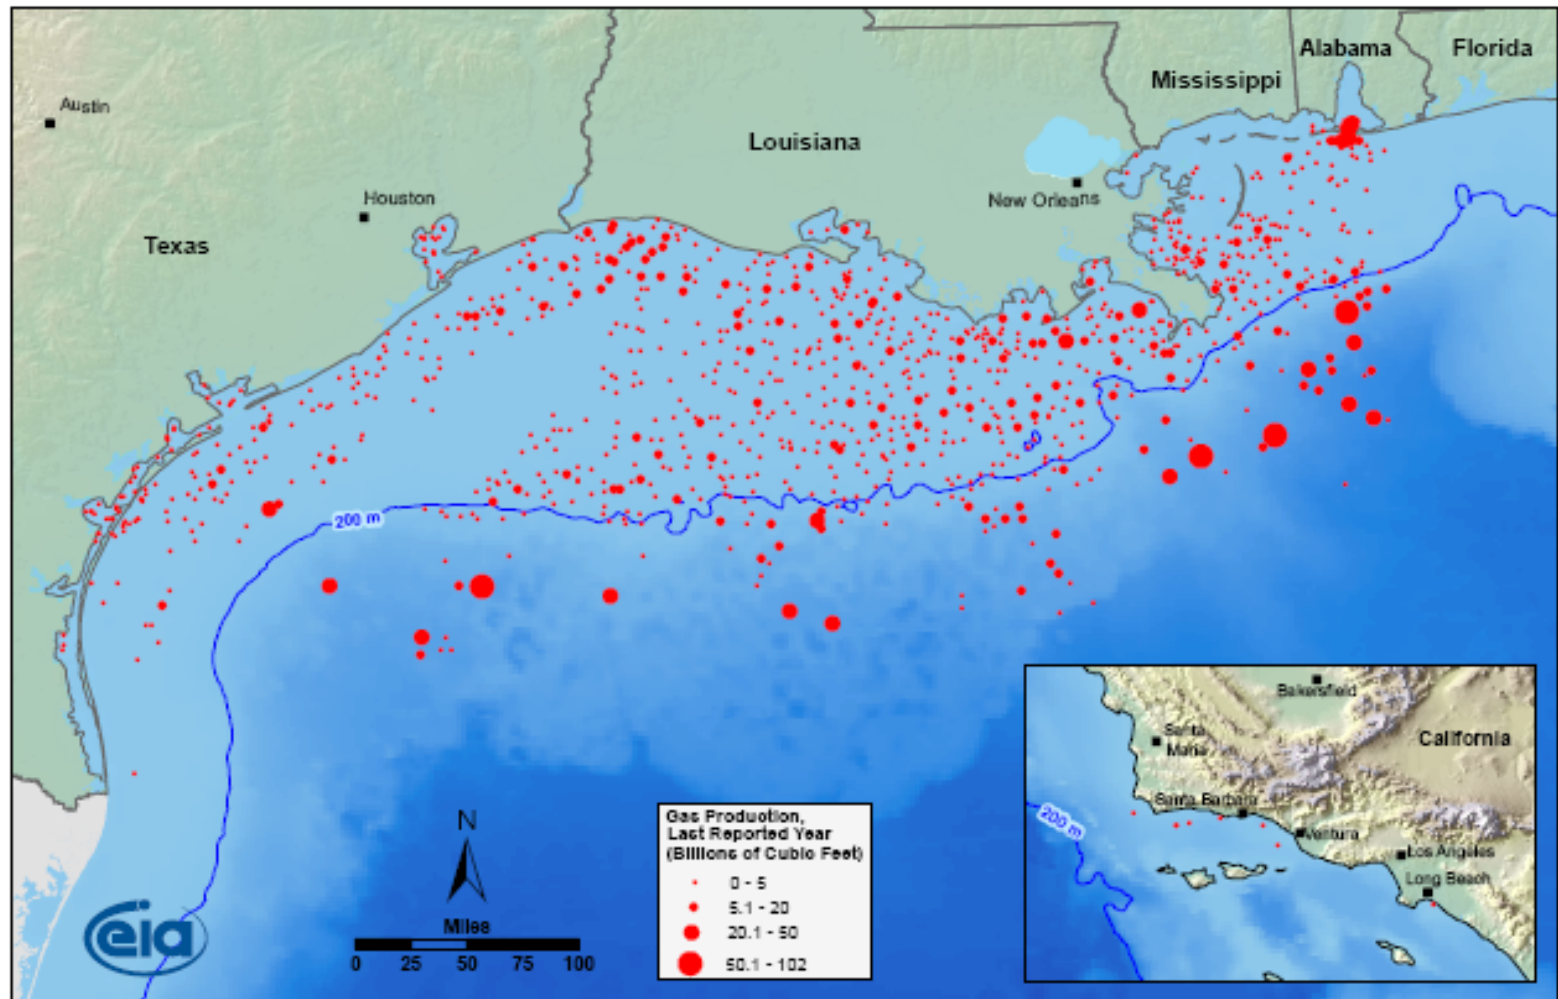 Alabama
Florida
Mississippi
Austin
Louisiana
Houston
New Orleans
Texas
200 m
Bakersfield
Santa
Maria
California
Santa Barbara
200 m
Ventura
Los Angeles
Long Beach
N
Miles
0 25 50 75 100
Gas Production,
Last Reported Year
(Billions of Cubic Feet)
0 - 5
5.1 - 20
20.1 - 50
50.1 - 102
eia